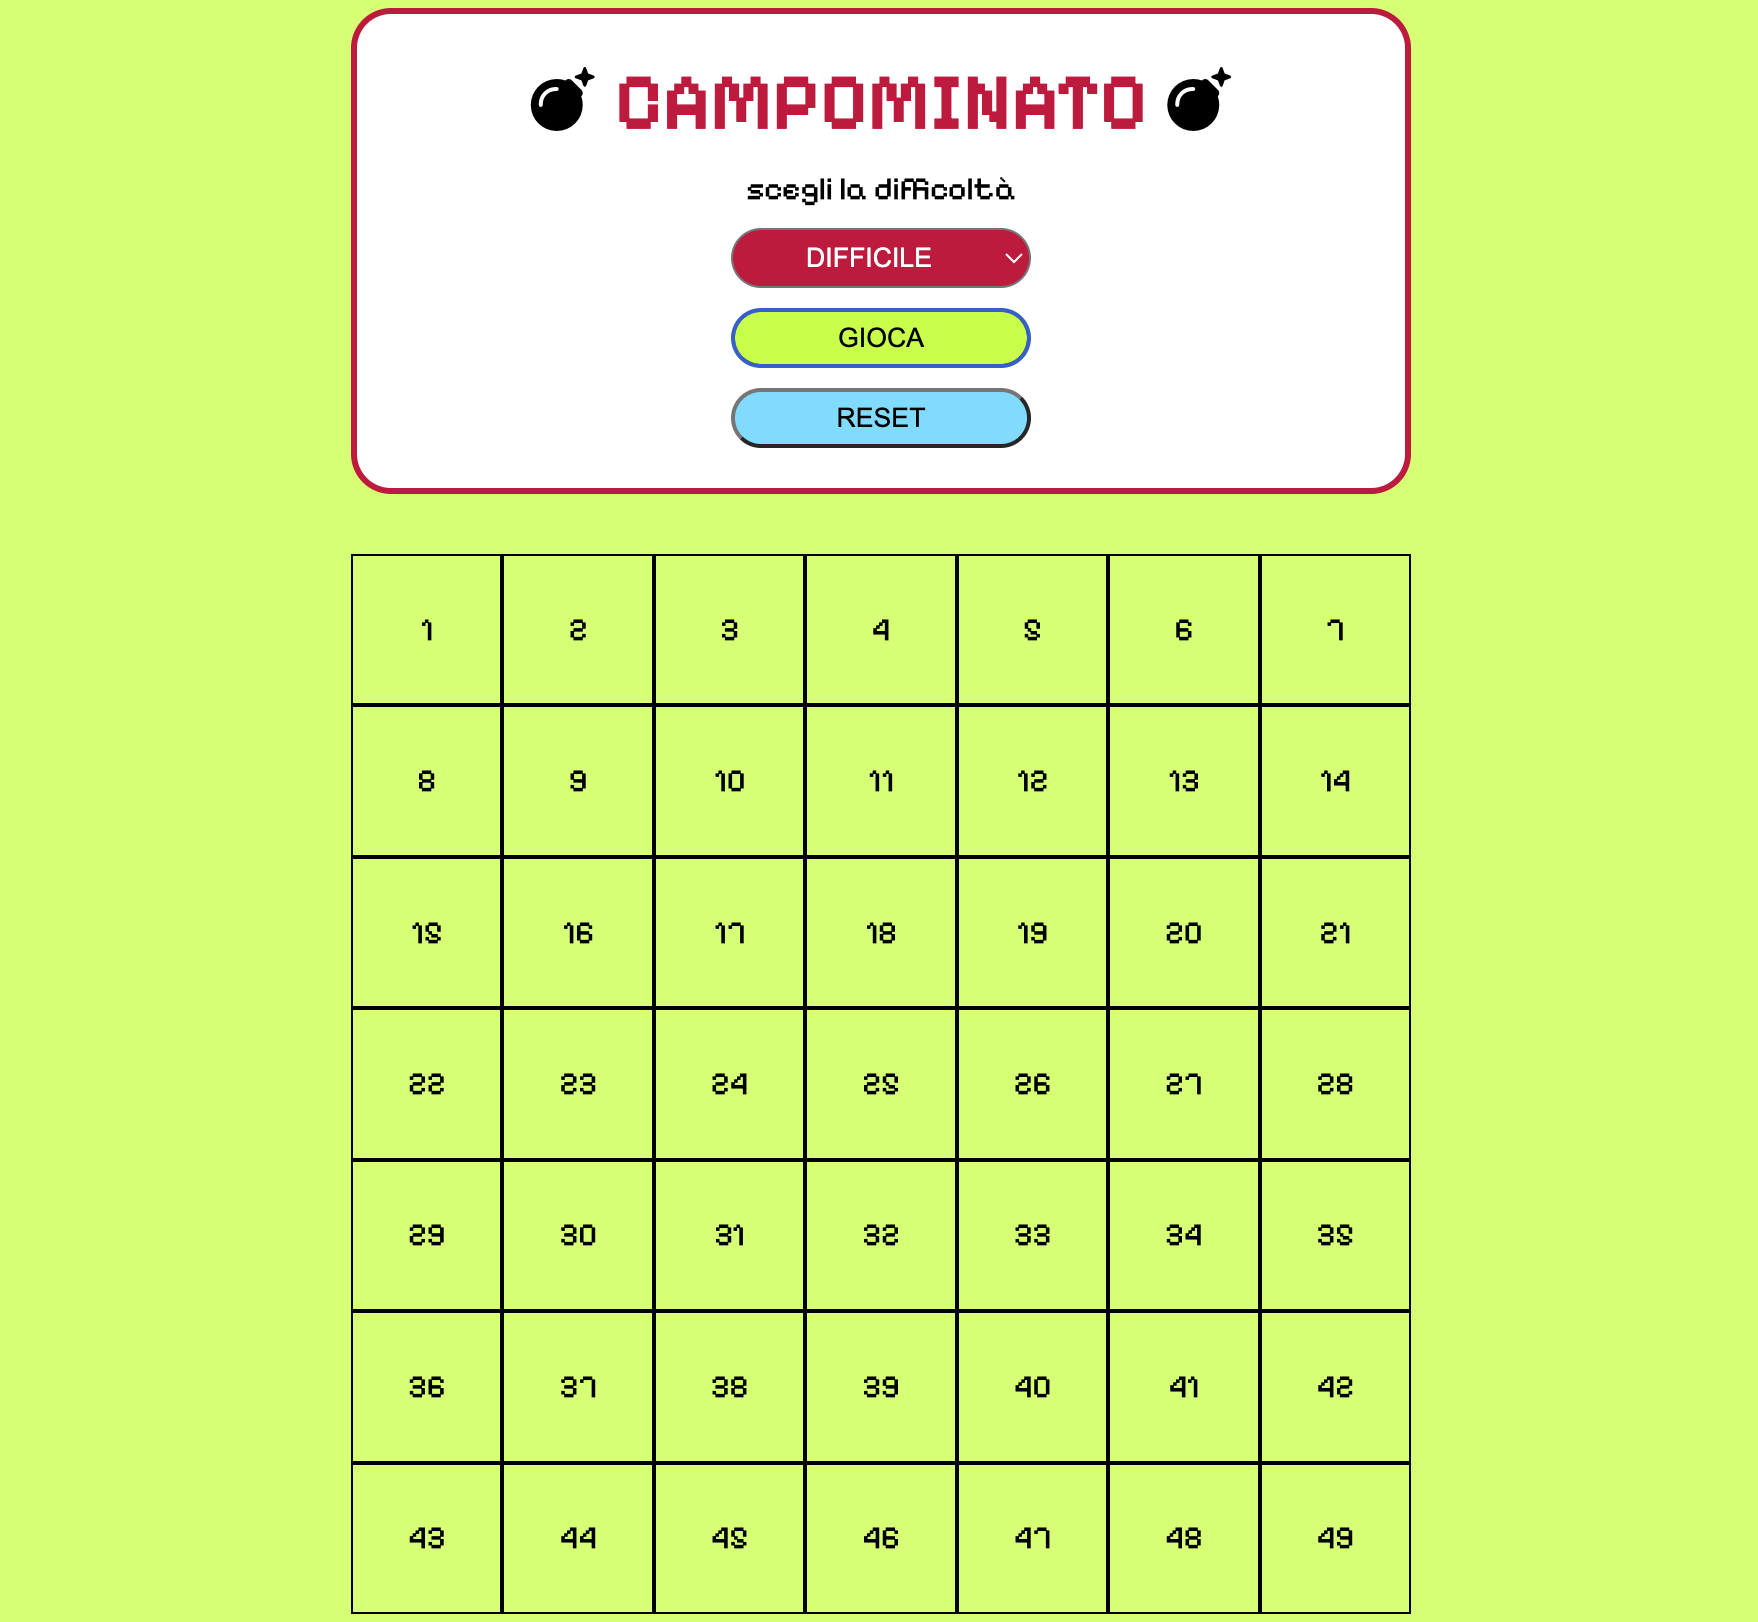 CAMPOMINATO
scegli la difficoltà
DIFFICILE
GIOCA
RESET
1 2 3 4 5 6 7
8 9 10 11 12 13 14
15 16 17 18 19 20 21
22 23 24 25 26 27 28
29 30 31 32 33 34 35
36 37 38 39 40 41 42
43 44 45 46 47 48 49